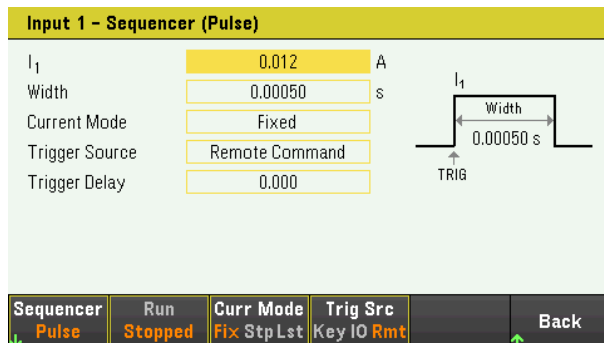 Input 1 – Sequencer (Pulse)
I1 0.012 A
Width 0.00050 s
Current Mode Fixed
Trigger Source Remote Command
Trigger Delay 0.000
I1
Width
0.00050 s
TRIG
Sequencer Run Curr Mode Trig Src
Pulse Stopped Fix Stp Lst Key IO Rmt Back